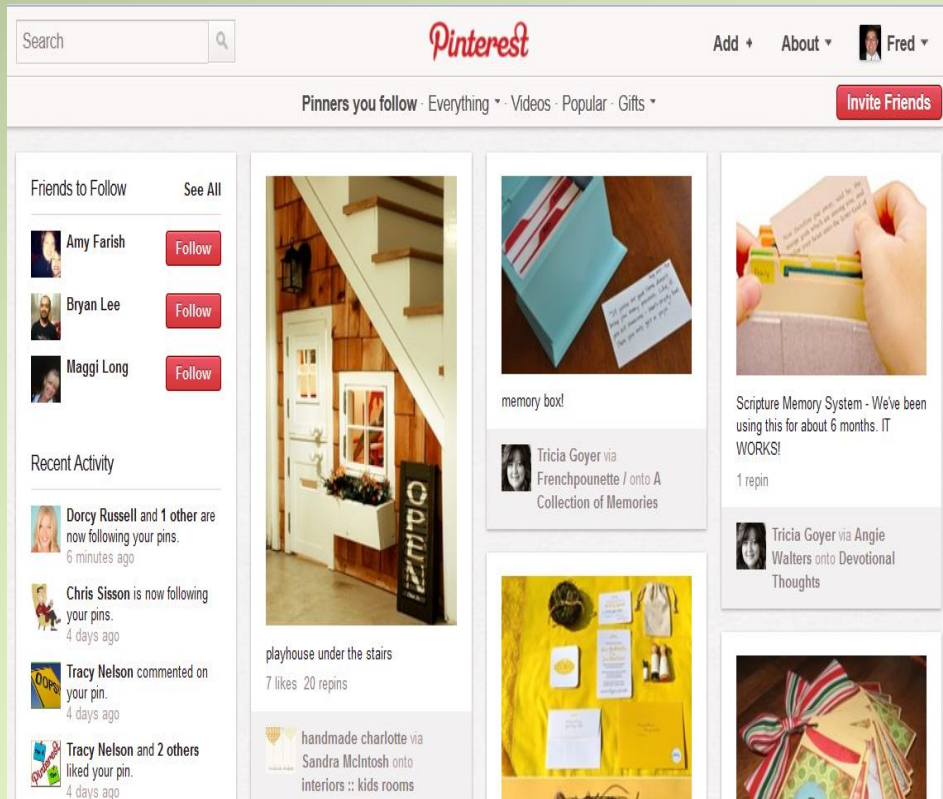 Search
Pinterest
Add +
About
Fred
Pinners you follow · Everything · Videos · Popular · Gifts
Invite Friends
Friends to Follow
See All
Amy Farish
Follow
Bryan Lee
Follow
Maggi Long
Follow
Recent Activity
Dorcy Russell and 1 other are
now following your pins.
6 minutes ago
Chris Sisson is now following
your pins.
4 days ago
OOPS
Tracy Nelson commented on
your pin.
4 days ago
Pinterest
Tracy Nelson and 2 others
liked your pin.
4 days ago
OPEN
playhouse under the stairs
7 likes 20 repins
handmade charlotte via
Sandra McIntosh onto
interiors :: kids rooms
memory box!
Tricia Goyer via
Frenchpounette / onto A
Collection of Memories
Scripture Memory System - We've been
using this for about 6 months. IT
WORKS!
1 repin
Tricia Goyer via Angie
Walters onto Devotional
Thoughts